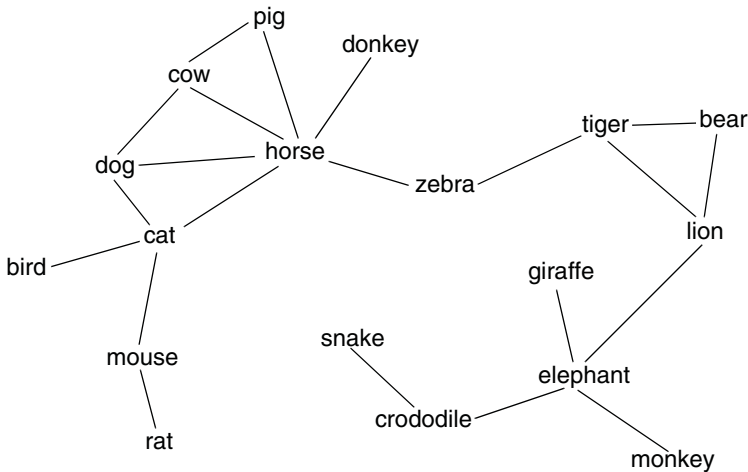 pig
donkey
cow
tiger
bear
dog
horse
zebra
cat
lion
bird
giraffe
snake
mouse
elephant
crododile
rat
monkey